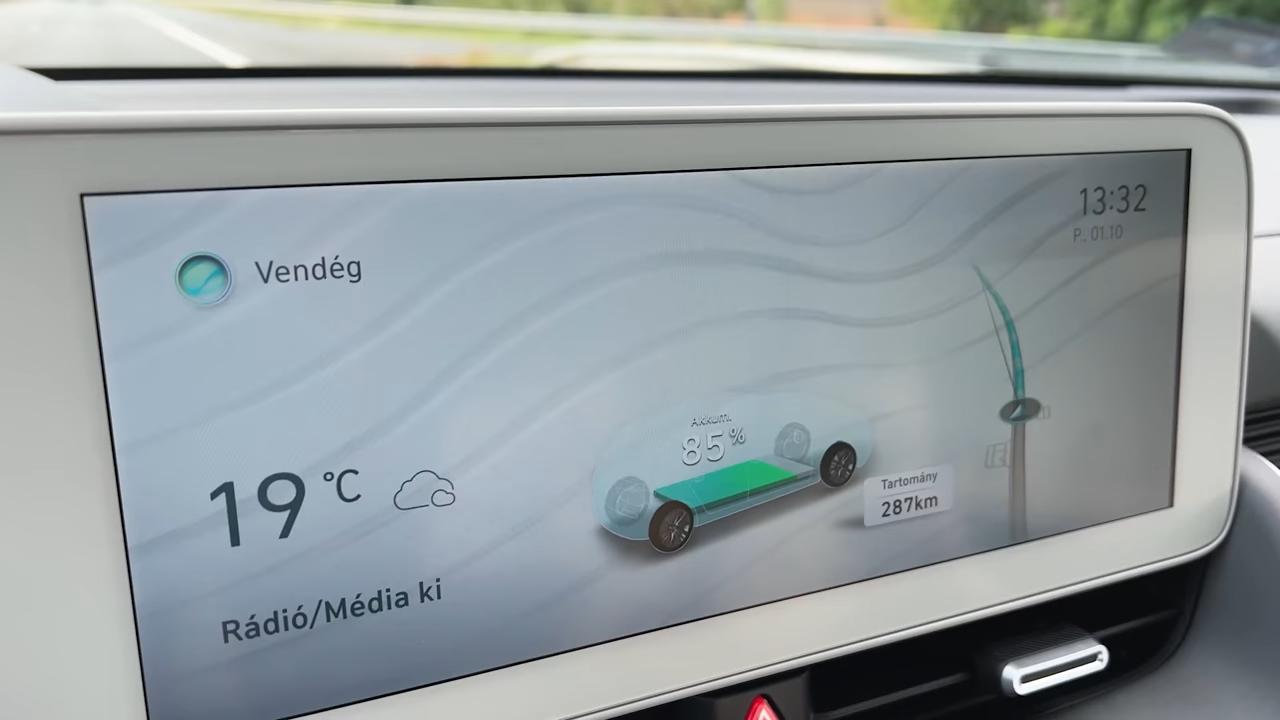 13:32
P., 01.10
Vendég
Akkum.
85%
19 °C
Tartomány
287km
Rádió/Média ki